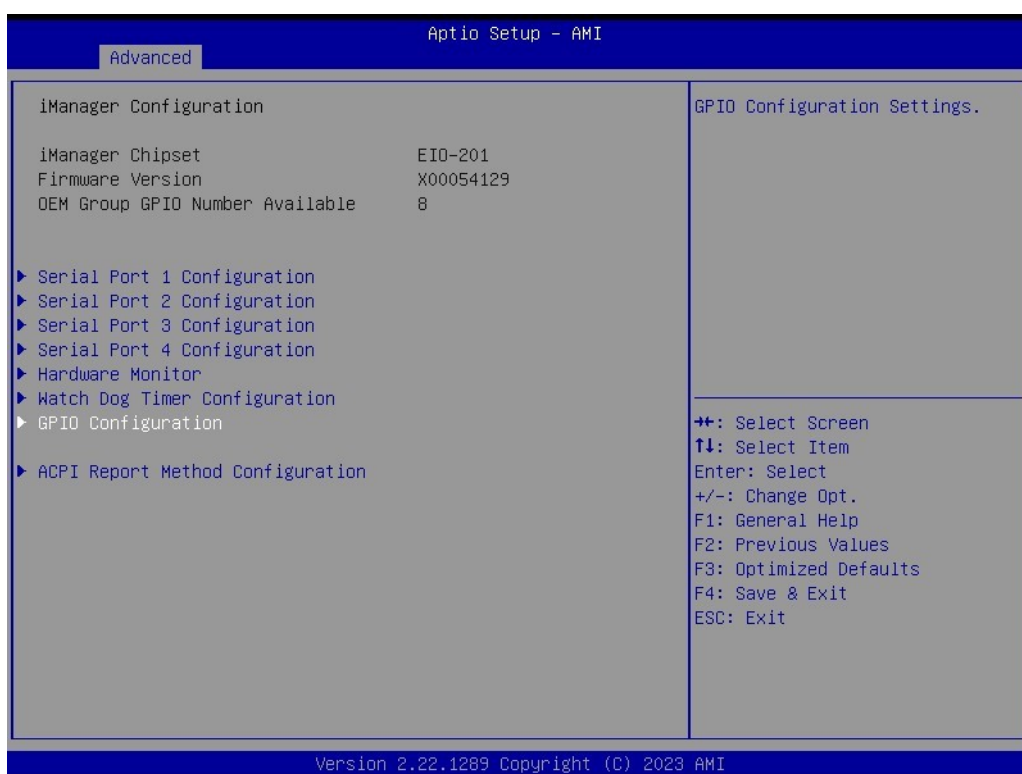 Aptio Setup - AMI
Advanced
iManager Configuration
iManager Chipset EIO-201
Firmware Version X00054129
OEM Group GPIO Number Available 8
Serial Port 1 Configuration
Serial Port 2 Configuration
Serial Port 3 Configuration
Serial Port 4 Configuration
Hardware Monitor
Watch Dog Timer Configuration
GPIO Configuration
ACPI Report Method Configuration
GPIO Configuration Settings.
→←: Select Screen
↑↓: Select Item
Enter: Select
+/-: Change Opt.
F1: General Help
F2: Previous Values
F3: Optimized Defaults
F4: Save & Exit
ESC: Exit
Version 2.22.1289 Copyright (C) 2023 AMI